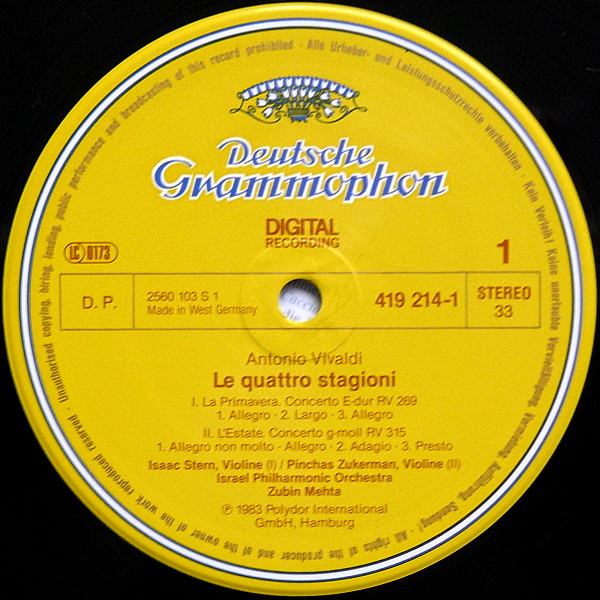 Alle Urheber- und Leistungsschutzrechte vorbehalten · Kein Verleih! Keine unerlaubte Vervielfältigung, Vermietung, Aufführung, Sendung! · All rights of the producer and of the owner of the work reproduced reserved · Unauthorised copying, hiring, lending, public performance and broadcasting of this record prohibited ·
Deutsche
Grammophon
DIGITAL
RECORDING
LC 0173
1
D. P.
2560 103 S 1
Made in West Germany
419 214-1
STEREO
33
Antonio Vivaldi
Le quattro stagioni
I. La Primavera. Concerto E-dur RV 269
1. Allegro · 2. Largo · 3. Allegro
II. L'Estate. Concerto g-moll RV 315
1. Allegro non molto - Allegro · 2. Adagio · 3. Presto
Isaac Stern, Violine (I) / Pinchas Zukerman, Violine (II)
Israel Philharmonic Orchestra
Zubin Mehta
℗ 1983 Polydor International
GmbH, Hamburg